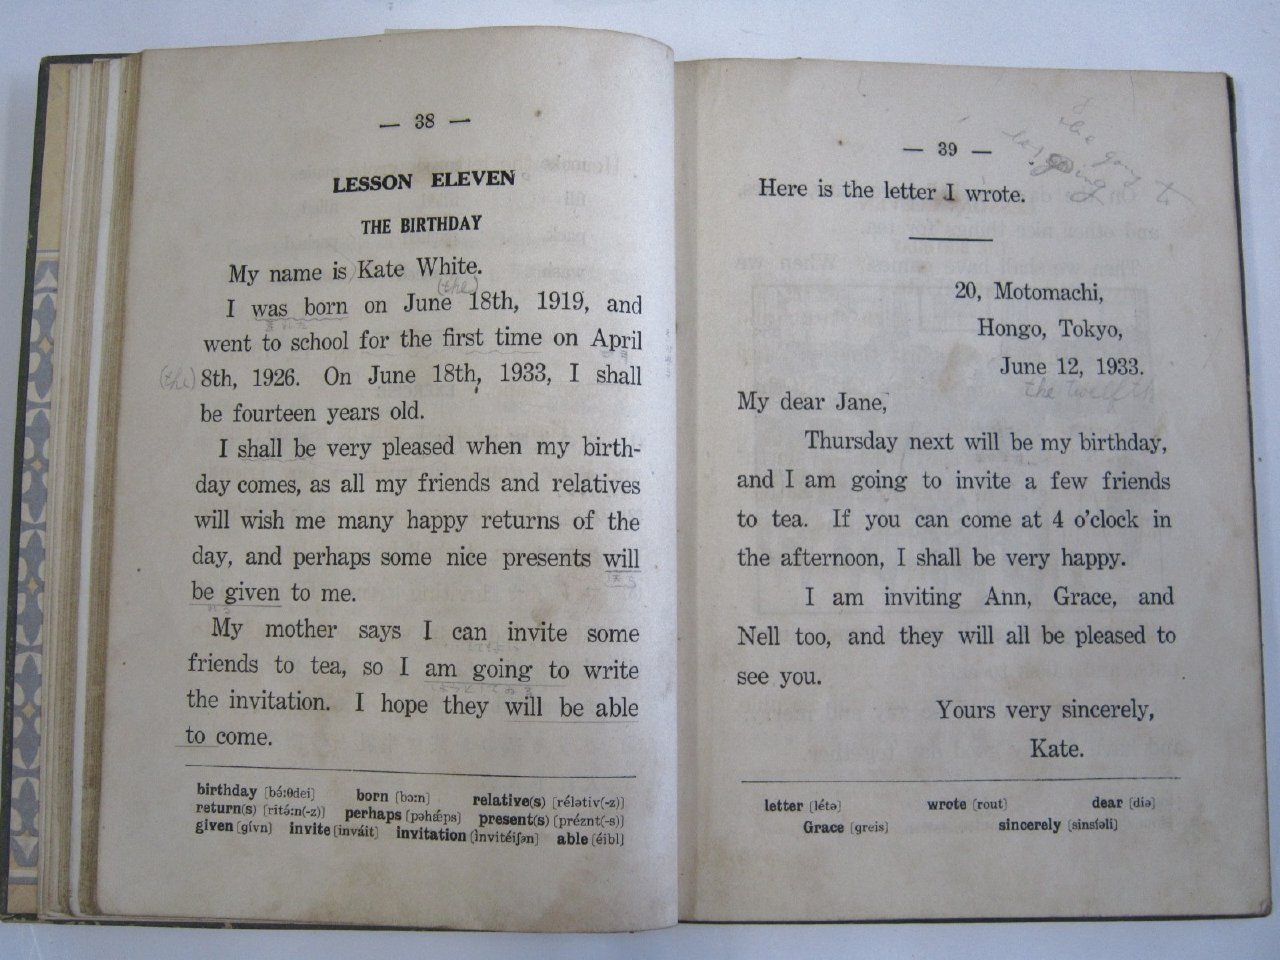 — 38 —
LESSON ELEVEN
THE BIRTHDAY
My name is Kate White.
(the)
I was born on June 18th, 1919, and
went to school for the first time on April
(the) 8th, 1926. On June 18th, 1933, I shall
be fourteen years old.
I shall be very pleased when my birth-
day comes, as all my friends and relatives
will wish me many happy returns of the
day, and perhaps some nice presents will
be given to me.
My mother says I can invite some
friends to tea, so I am going to write
the invitation. I hope they will be able
to come.
birthday [bə́:θdei] born [bɔ:n] relative(s) [rélətiv(-z)]
return(s) [ritə́:n(-z)] perhaps [pəhǽps] present(s) [préznt(-s)]
given [gívn] invite [inváit] invitation [ìnvitéiʃən] able [éibl]
— 39 —
be going to
going
Here is the letter I wrote.
20, Motomachi,
Hongo, Tokyo,
June 12, 1933.
the twelfth
My dear Jane,
Thursday next will be my birthday,
and I am going to invite a few friends
to tea. If you can come at 4 o'clock in
the afternoon, I shall be very happy.
I am inviting Ann, Grace, and
Nell too, and they will all be pleased to
see you.
Yours very sincerely,
Kate.
letter [létə] wrote [rout] dear [diə]
Grace [greis] sincerely [sinsíəli]